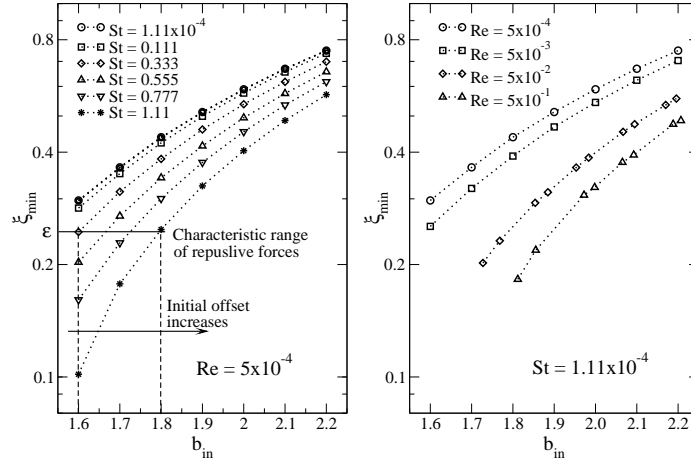 0.8
0.4
0.2
0.1
ξmin
ε
St = 1.11x10-4
St = 0.111
St = 0.333
St = 0.555
St = 0.777
St = 1.11
Characteristic range
of repuslive forces
Initial offset
increases
Re = 5x10-4
1.6 1.7 1.8 1.9 2 2.1 2.2
bin
0.8
0.4
0.2
0.1
ξmin
Re = 5x10-4
Re = 5x10-3
Re = 5x10-2
Re = 5x10-1
St = 1.11x10-4
1.6 1.7 1.8 1.9 2.0 2.1 2.2
bin